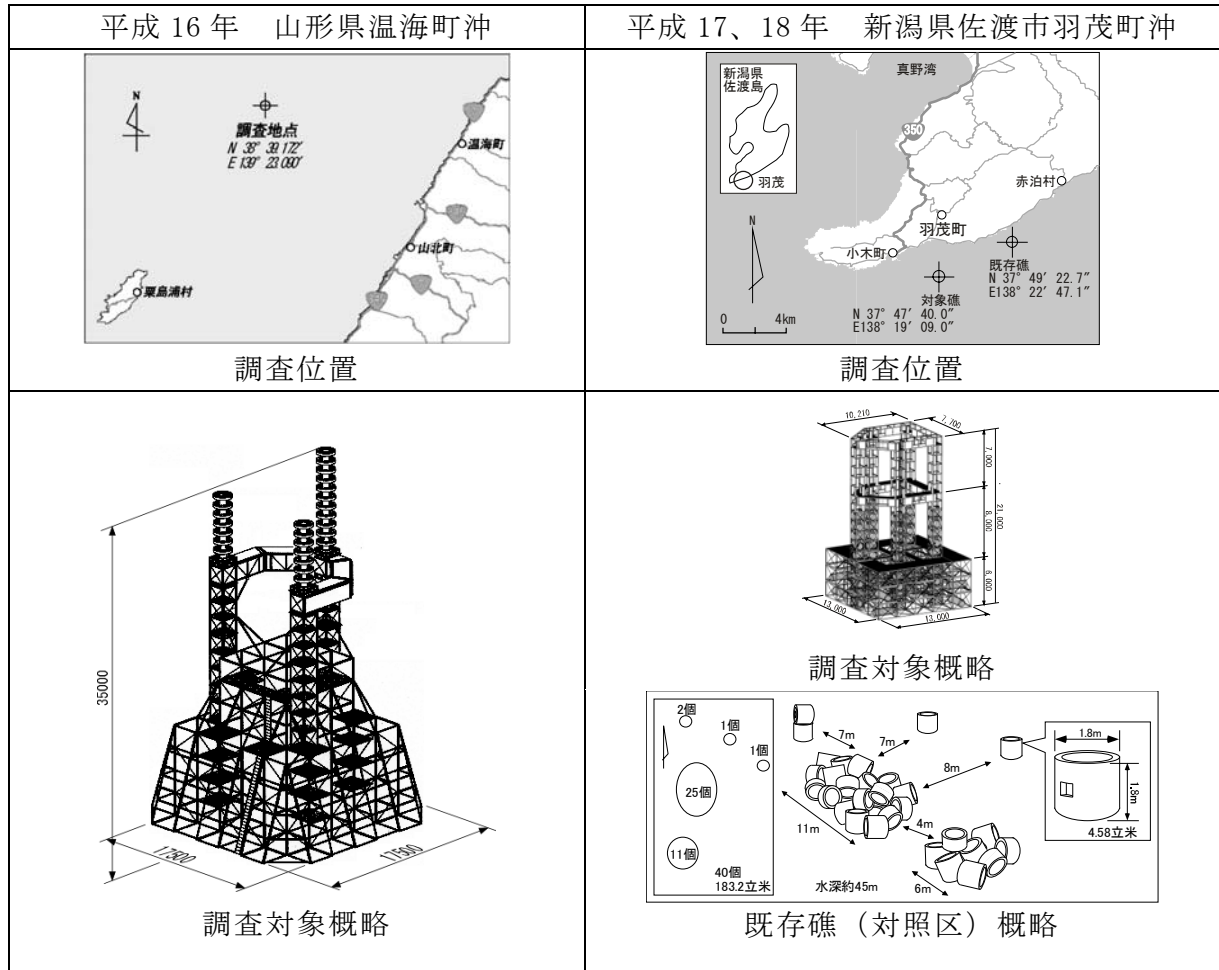 平成 16 年　山形県温海町沖
平成 17、18 年　新潟県佐渡市羽茂町沖
N
調査地点
N 38° 39.172'
E 139° 23.090'
温海町
山北町
粟島浦村
調査位置
新潟県
佐渡島
羽茂
真野湾
350
赤泊村
羽茂町
小木町
N
既存礁
N 37° 49′ 22.7″
E138° 22′ 47.1″
対象礁
N 37° 47′ 40.0″
E138° 19′ 09.0″
0 4km
調査位置
35000
17500
17500
調査対象概略
10,210
7,700
7,000
8,000
21,000
6,000
13,000
13,000
調査対象概略
2個
1個
1個
25個
11個
40個
183.2立米
7m
7m
8m
11m
4m
6m
水深約45m
1.8m
1.8m
4.58立米
既存礁（対照区）概略